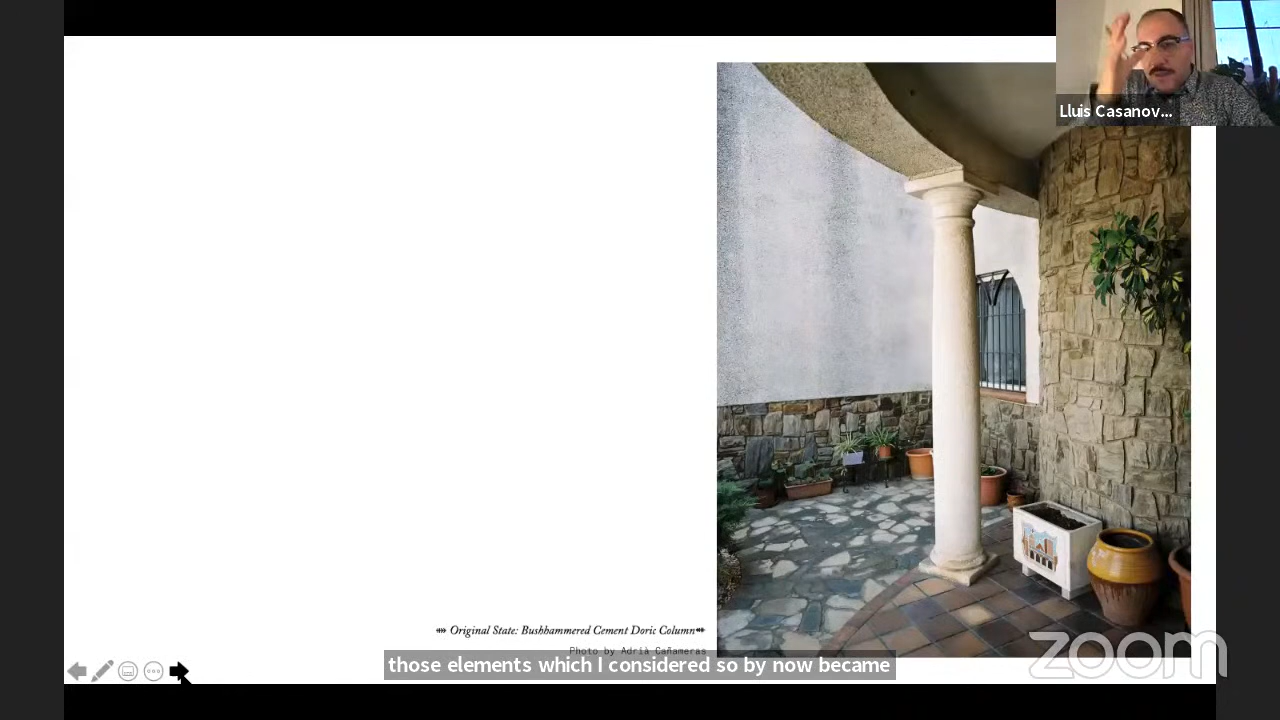 Lluis Casanov...
⇻ Original State: Bushhammered Cement Doric Column⇺
Photo by Adrià Cañameras
those elements which I considered so by now became
zoom